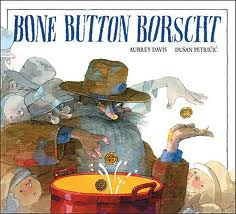 BONE BUTTON BORSCHT
AUBREY DAVIS DUŠAN PETRIČIĆ